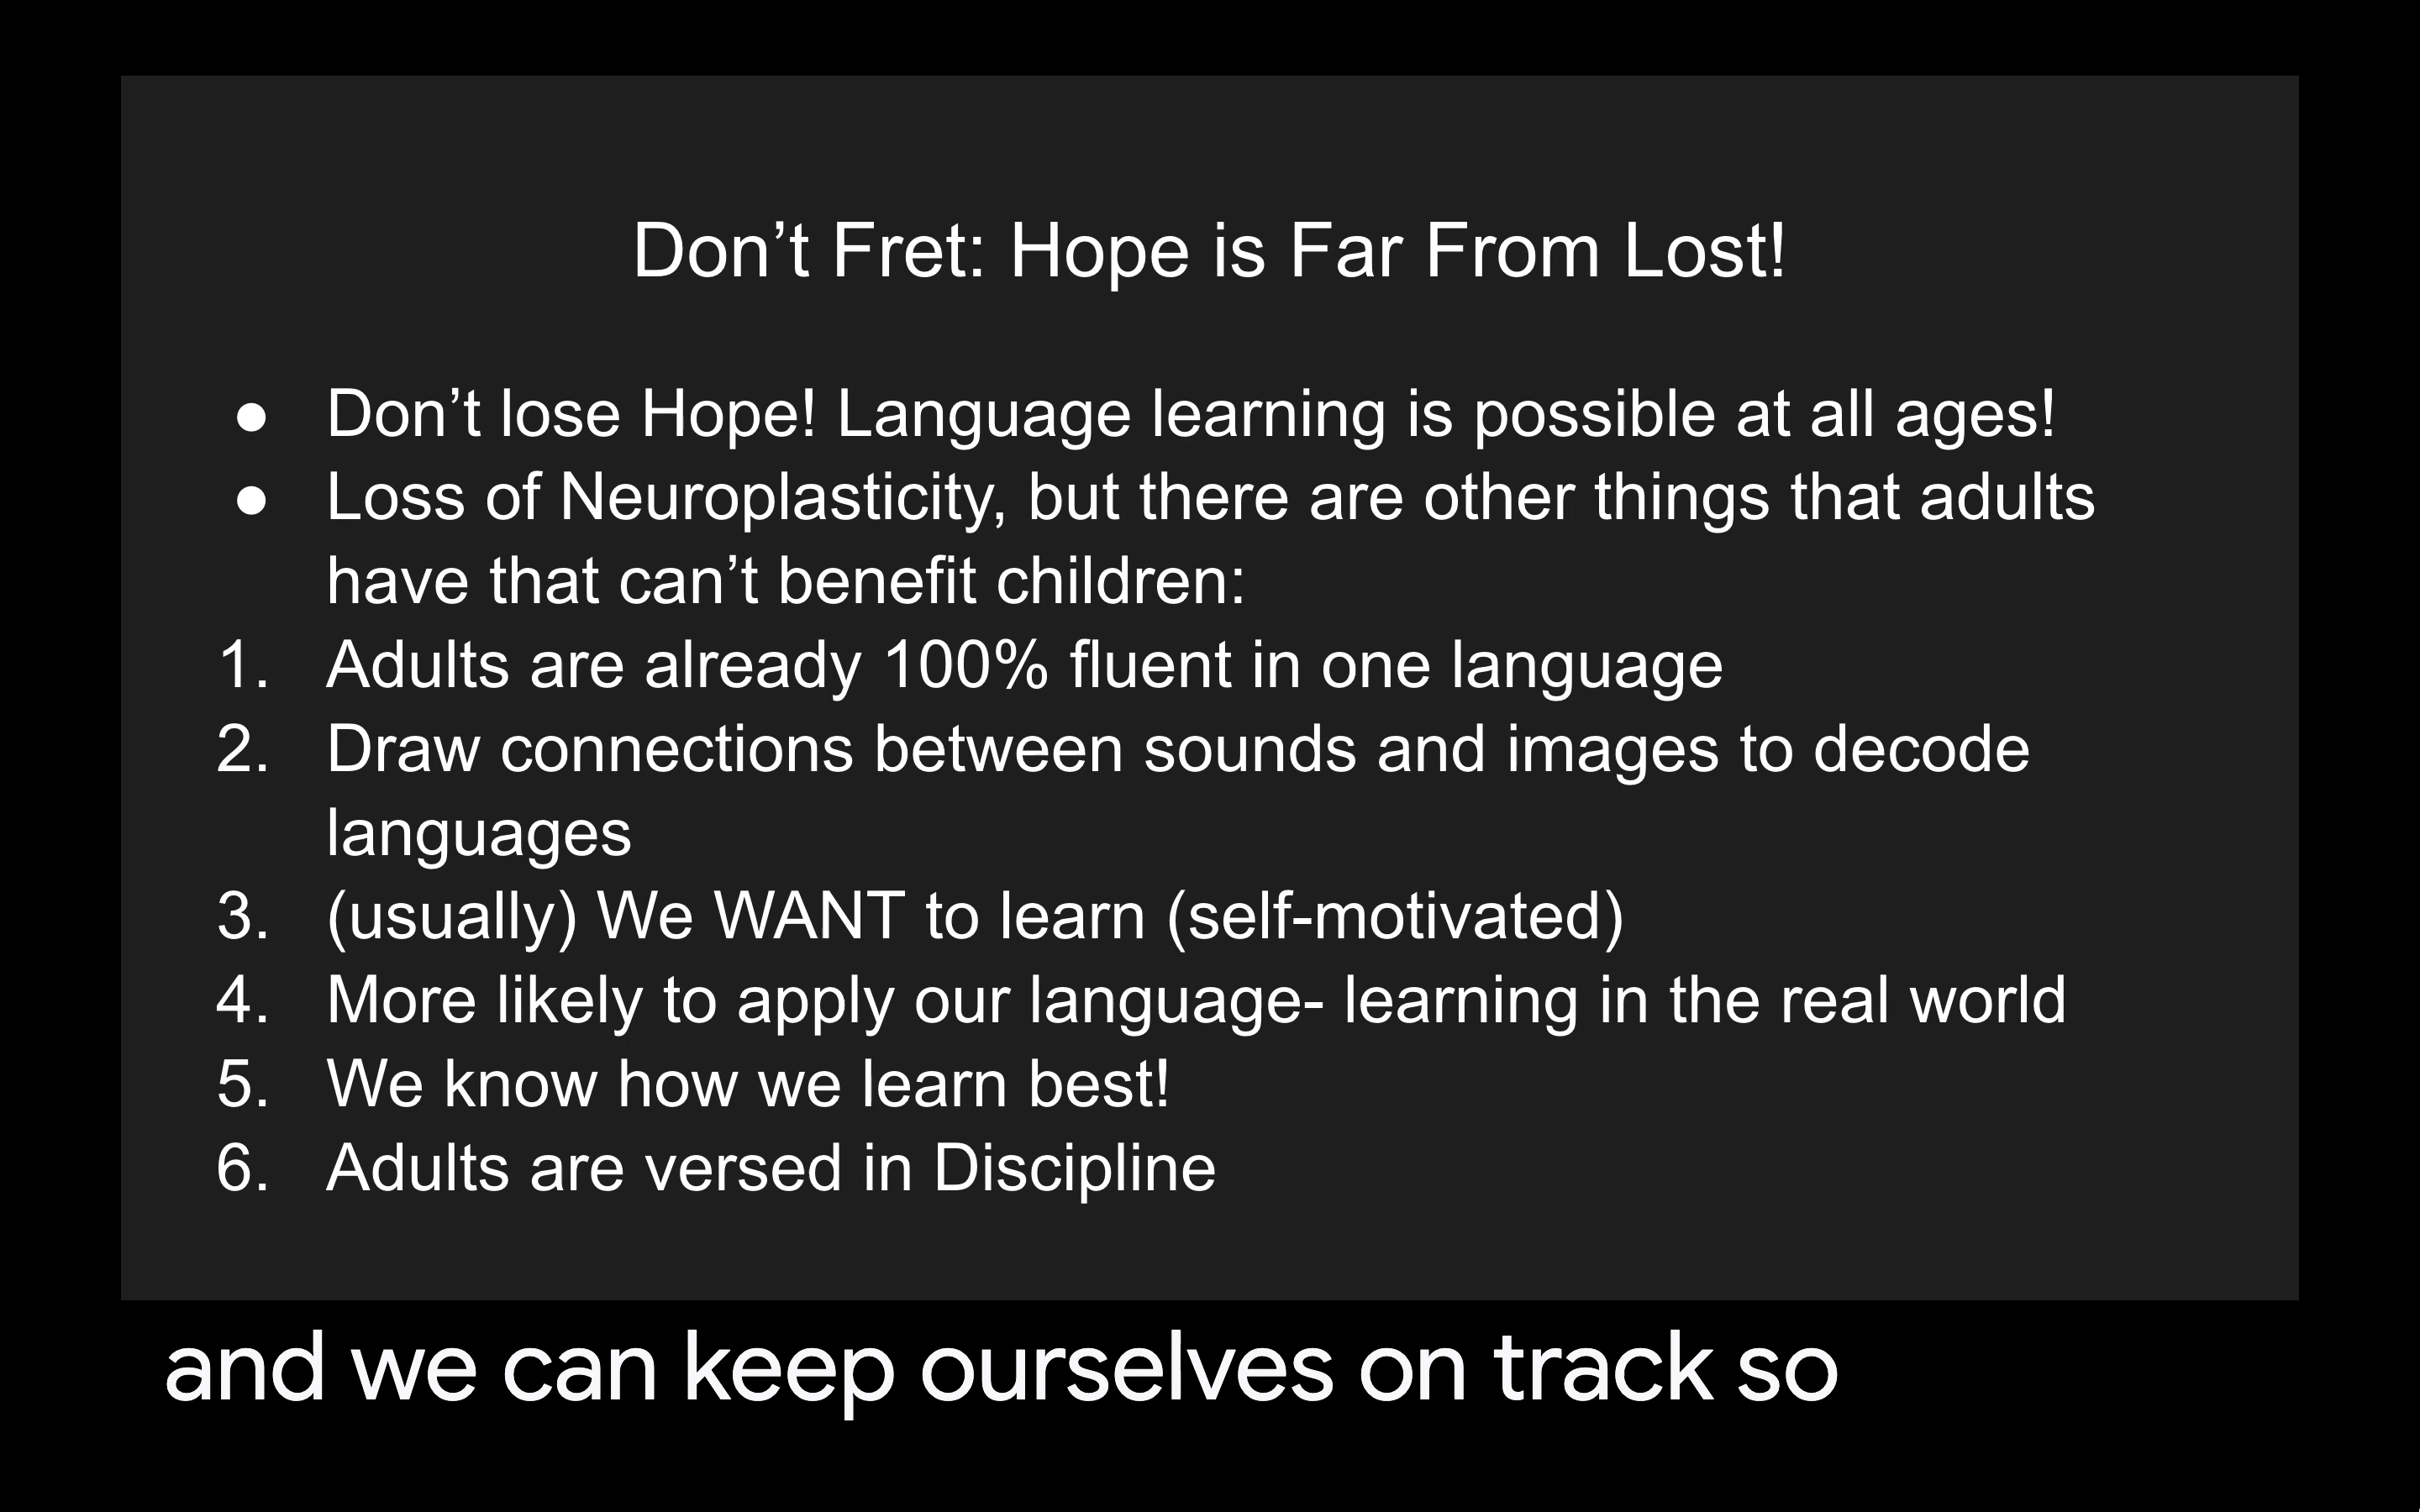 Don’t Fret: Hope is Far From Lost!
● Don’t lose Hope! Language learning is possible at all ages!
● Loss of Neuroplasticity, but there are other things that adults
have that can’t benefit children:
1. Adults are already 100% fluent in one language
2. Draw connections between sounds and images to decode
languages
3. (usually) We WANT to learn (self-motivated)
4. More likely to apply our language- learning in the real world
5. We know how we learn best!
6. Adults are versed in Discipline
and we can keep ourselves on track so